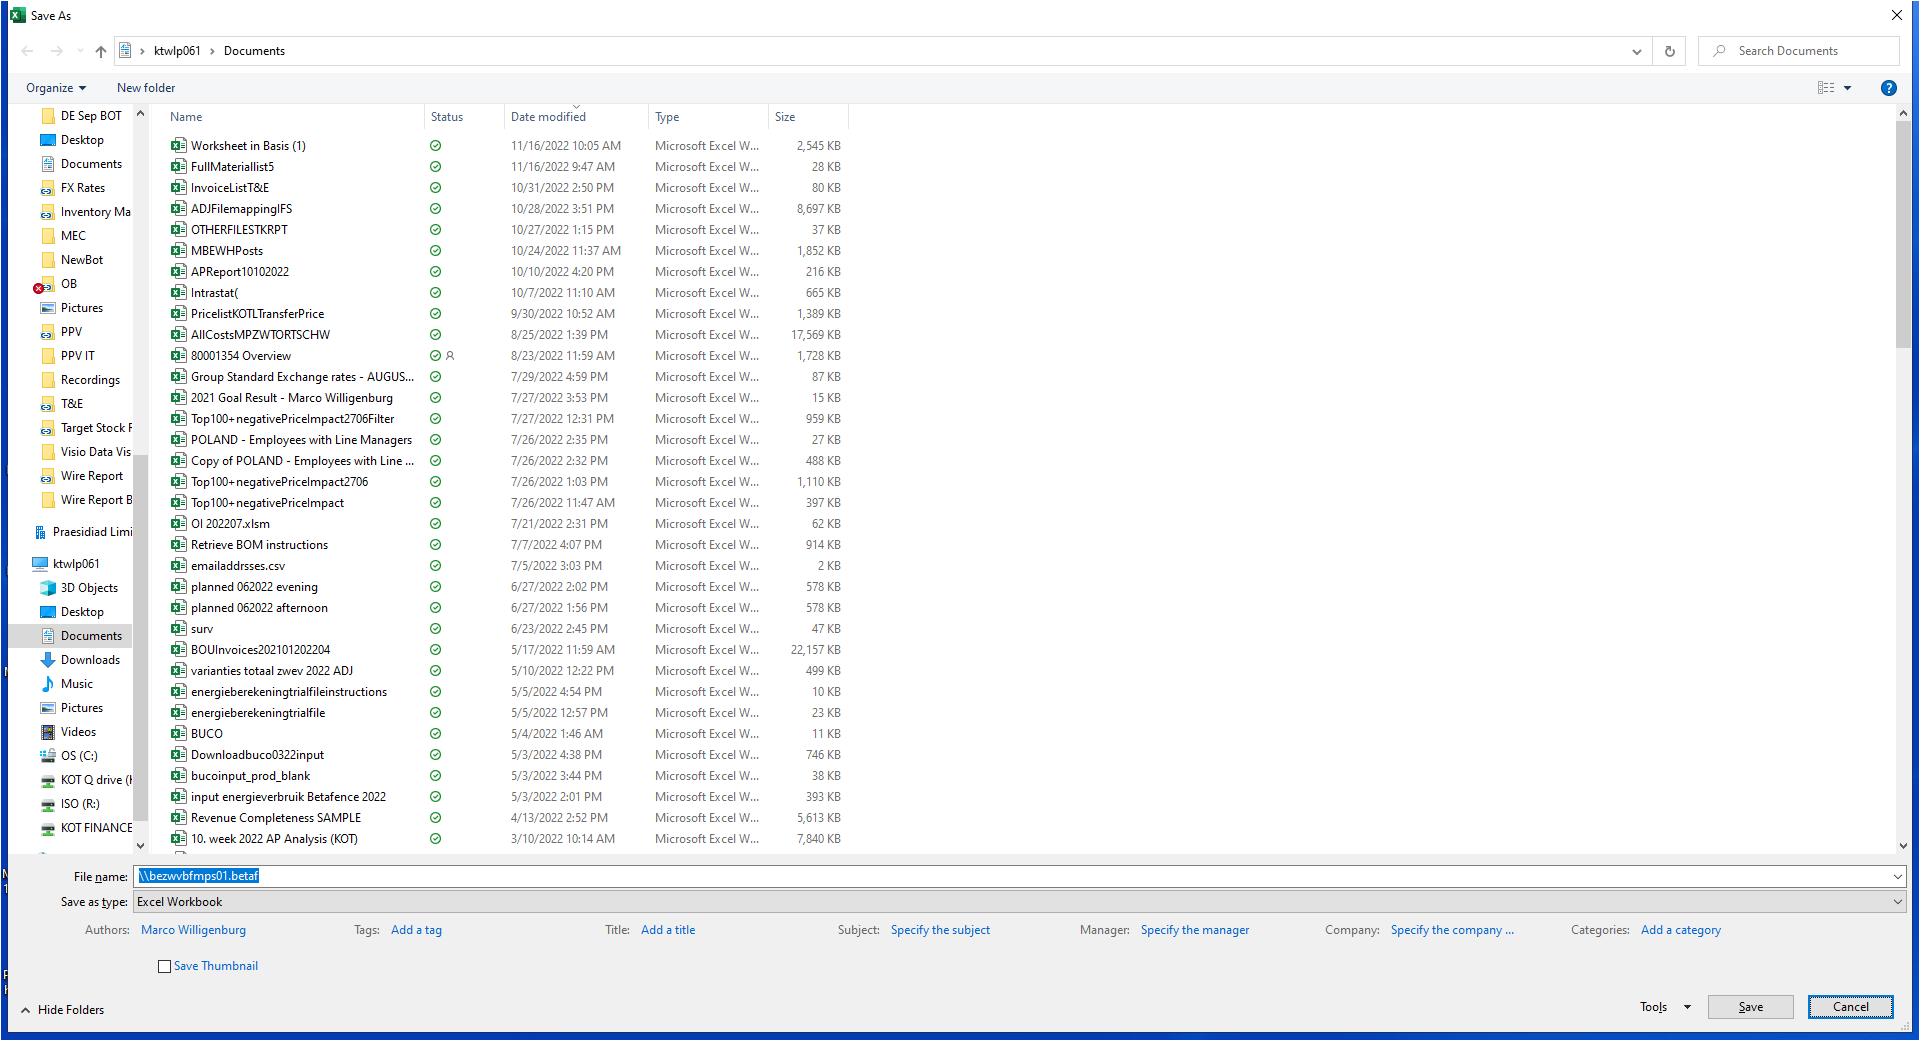 Save As
ktwlp061 › Documents
Search Documents
Organize
New folder
DE Sep BOT
Desktop
Documents
FX Rates
Inventory Ma
MEC
NewBot
OB
Pictures
PPV
PPV IT
Recordings
T&E
Target Stock F
Visio Data Vis
Wire Report
Wire Report B
Praesidiad Limi
ktwlp061
3D Objects
Desktop
Documents
Downloads
Music
Pictures
Videos
OS (C:)
KOT Q drive (
ISO (R:)
KOT FINANCE
Name Status Date modified Type Size
Worksheet in Basis (1) 11/16/2022 10:05 AM Microsoft Excel W... 2,545 KB
FullMateriallist5 11/16/2022 9:47 AM Microsoft Excel W... 28 KB
InvoiceListT&E 10/31/2022 2:50 PM Microsoft Excel W... 80 KB
ADJFilemappingIFS 10/28/2022 3:51 PM Microsoft Excel W... 8,697 KB
OTHERFILESTKRPT 10/27/2022 1:15 PM Microsoft Excel W... 37 KB
MBEWHPosts 10/24/2022 11:37 AM Microsoft Excel W... 1,852 KB
APReport10102022 10/10/2022 4:20 PM Microsoft Excel W... 216 KB
Intrastat( 10/7/2022 11:10 AM Microsoft Excel W... 665 KB
PricelistKOTLTransferPrice 9/30/2022 10:52 AM Microsoft Excel W... 1,389 KB
AllCostsMPZWTORTSCHW 8/25/2022 1:39 PM Microsoft Excel W... 17,569 KB
80001354 Overview 8/23/2022 11:59 AM Microsoft Excel W... 1,728 KB
Group Standard Exchange rates - AUGUS... 7/29/2022 4:59 PM Microsoft Excel W... 87 KB
2021 Goal Result - Marco Willigenburg 7/27/2022 3:53 PM Microsoft Excel W... 15 KB
Top100+negativePriceImpact2706Filter 7/27/2022 12:31 PM Microsoft Excel W... 959 KB
POLAND - Employees with Line Managers 7/26/2022 2:35 PM Microsoft Excel W... 27 KB
Copy of POLAND - Employees with Line ... 7/26/2022 2:32 PM Microsoft Excel W... 488 KB
Top100+negativePriceImpact2706 7/26/2022 1:03 PM Microsoft Excel W... 1,110 KB
Top100+negativePriceImpact 7/26/2022 11:47 AM Microsoft Excel W... 397 KB
OI 202207.xlsm 7/21/2022 2:31 PM Microsoft Excel W... 62 KB
Retrieve BOM instructions 7/7/2022 4:07 PM Microsoft Excel W... 914 KB
emailaddrsses.csv 7/5/2022 3:03 PM Microsoft Excel W... 2 KB
planned 062022 evening 6/27/2022 2:02 PM Microsoft Excel W... 578 KB
planned 062022 afternoon 6/27/2022 1:56 PM Microsoft Excel W... 578 KB
surv 6/23/2022 2:45 PM Microsoft Excel W... 47 KB
BOUInvoices202101202204 5/17/2022 11:59 AM Microsoft Excel W... 22,157 KB
varianties totaal zwev 2022 ADJ 5/10/2022 12:22 PM Microsoft Excel W... 499 KB
energieberekeningtrialfileinstructions 5/5/2022 4:54 PM Microsoft Excel W... 10 KB
energieberekeningtrialfile 5/5/2022 12:57 PM Microsoft Excel W... 23 KB
BUCO 5/4/2022 1:46 AM Microsoft Excel W... 11 KB
Downloadbuco0322input 5/3/2022 4:38 PM Microsoft Excel W... 746 KB
bucoinput_prod_blank 5/3/2022 3:44 PM Microsoft Excel W... 38 KB
input energieverbruik Betafence 2022 5/3/2022 2:01 PM Microsoft Excel W... 393 KB
Revenue Completeness SAMPLE 4/13/2022 2:52 PM Microsoft Excel W... 5,613 KB
10. week 2022 AP Analysis (KOT) 3/10/2022 10:14 AM Microsoft Excel W... 7,840 KB
File name: \\bezwvbfmps01.betaf
Save as type: Excel Workbook
Authors: Marco Willigenburg Tags: Add a tag Title: Add a title Subject: Specify the subject Manager: Specify the manager Company: Specify the company ... Categories: Add a category
Save Thumbnail
Hide Folders
Tools Save Cancel